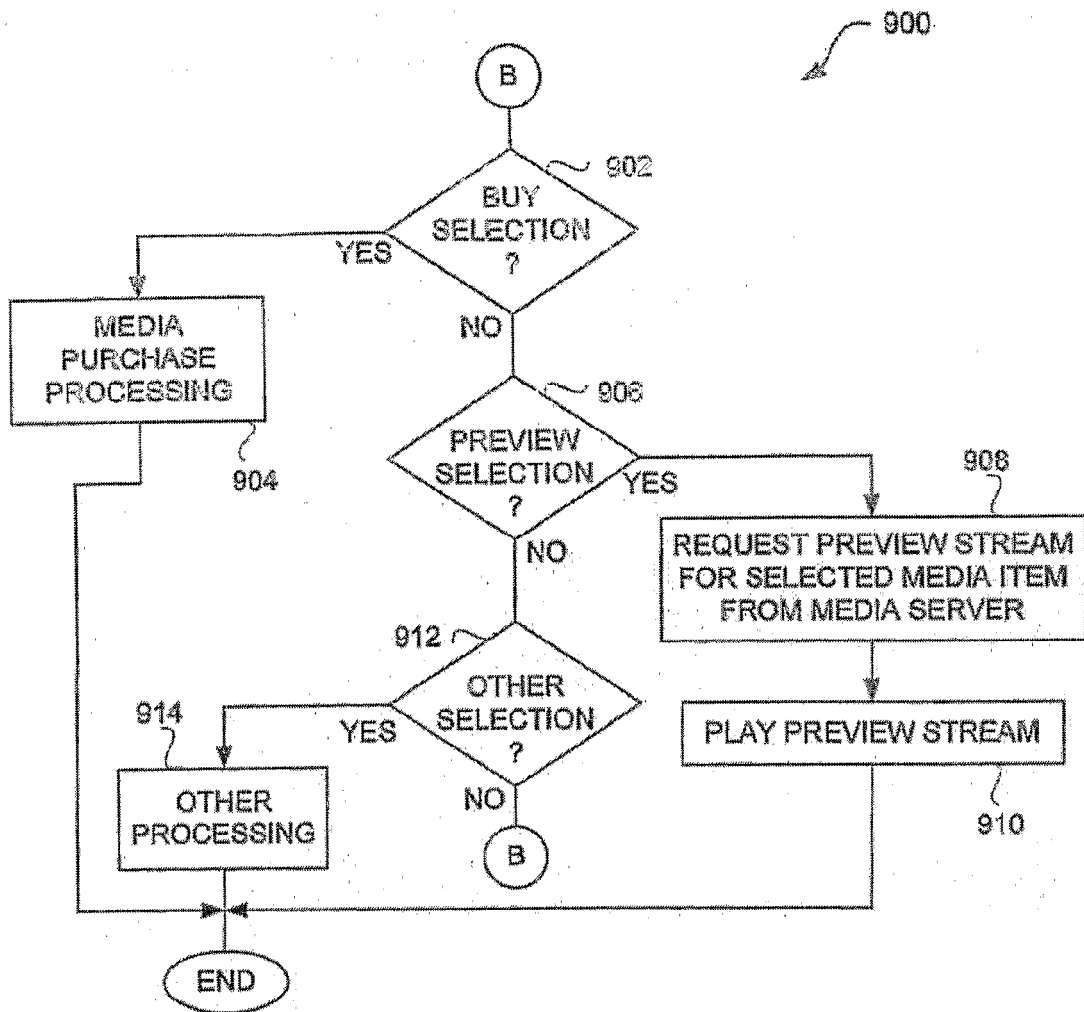 900
B
902
BUY
SELECTION
?
YES
NO
MEDIA
PURCHASE
PROCESSING
904
906
PREVIEW
SELECTION
?
YES
NO
908
REQUEST PREVIEW STREAM
FOR SELECTED MEDIA ITEM
FROM MEDIA SERVER
912
OTHER
SELECTION
?
YES
NO
914
OTHER
PROCESSING
PLAY PREVIEW STREAM
910
B
END